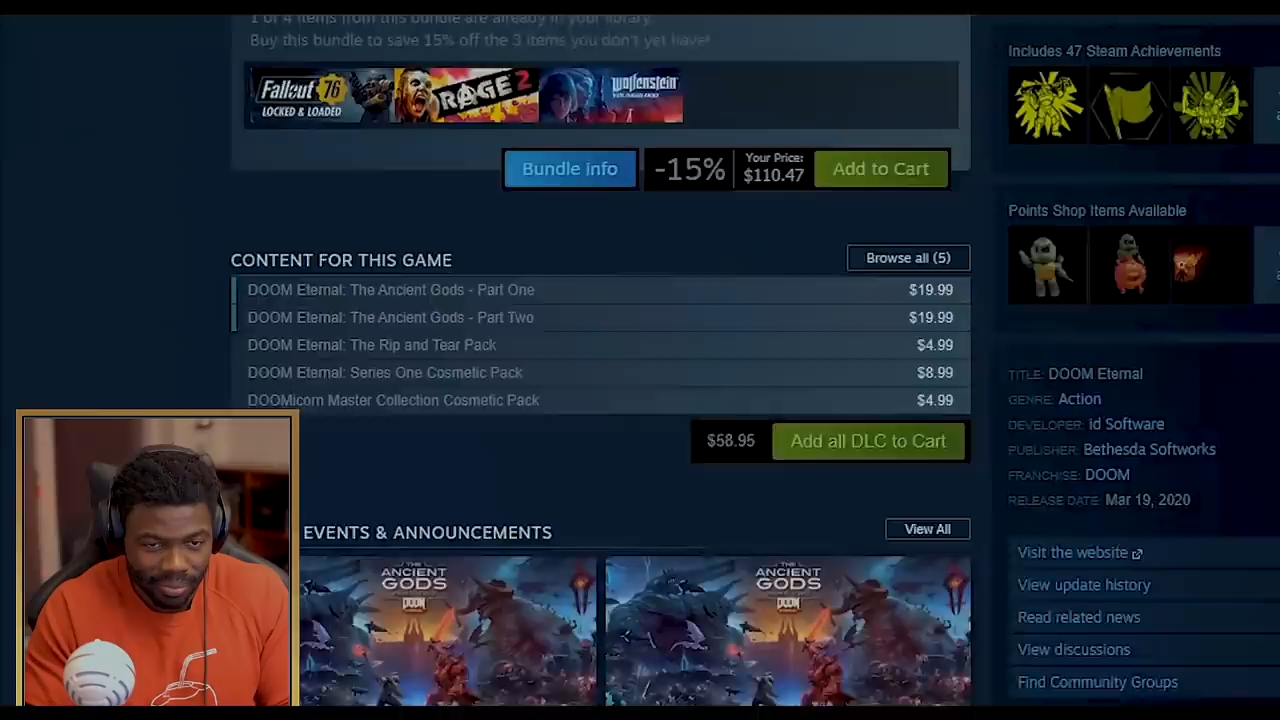 1 of 4 items from this bundle are already in your library.
Buy this bundle to save 15% off the 3 items you don't yet have!
Fallout 76
LOCKED & LOADED
RAGE 2
Wolfenstein
YOUNGBLOOD
Bundle info
-15%
Your Price:
$110.47
Add to Cart
CONTENT FOR THIS GAME
Browse all (5)
DOOM Eternal: The Ancient Gods - Part One $19.99
DOOM Eternal: The Ancient Gods - Part Two $19.99
DOOM Eternal: The Rip and Tear Pack $4.99
DOOM Eternal: Series One Cosmetic Pack $8.99
DOOMicorn Master Collection Cosmetic Pack $4.99
$58.95
Add all DLC to Cart
EVENTS & ANNOUNCEMENTS
View All
THE
ANCIENT
GODS
DOOM
THE
ANCIENT
GODS
DOOM
Includes 47 Steam Achievements
Points Shop Items Available
TITLE: DOOM Eternal
GENRE: Action
DEVELOPER: id Software
PUBLISHER: Bethesda Softworks
FRANCHISE: DOOM
RELEASE DATE: Mar 19, 2020
Visit the website
View update history
Read related news
View discussions
Find Community Groups